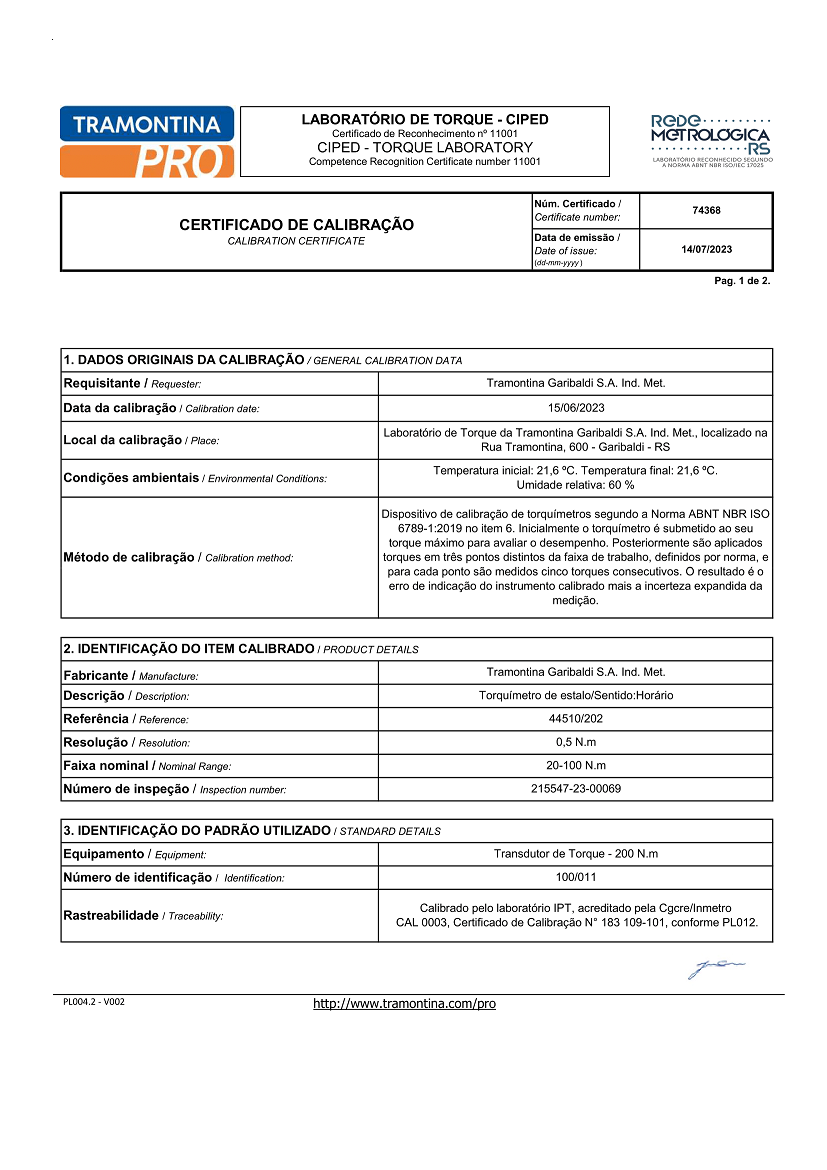 TRAMONTINA
PRO
LABORATÓRIO DE TORQUE - CIPED
Certificado de Reconhecimento nº 11001
CIPED - TORQUE LABORATORY
Competence Recognition Certificate number 11001
REDE
METROLÓGICA
RS
LABORATÓRIO RECONHECIDO SEGUNDO
A NORMA ABNT NBR ISO/IEC 17025
CERTIFICADO DE CALIBRAÇÃO
CALIBRATION CERTIFICATE
Núm. Certificado /
Certificate number:
74368
Data de emissão /
Date of issue:
(dd-mm-yyyy )
14/07/2023
Pag. 1 de 2.
1. DADOS ORIGINAIS DA CALIBRAÇÃO / GENERAL CALIBRATION DATA
Requisitante / Requester:
Tramontina Garibaldi S.A. Ind. Met.
Data da calibração / Calibration date:
15/06/2023
Local da calibração / Place:
Laboratório de Torque da Tramontina Garibaldi S.A. Ind. Met., localizado na
Rua Tramontina, 600 - Garibaldi - RS
Condições ambientais / Environmental Conditions:
Temperatura inicial: 21,6 ºC. Temperatura final: 21,6 ºC.
Umidade relativa: 60 %
Método de calibração / Calibration method:
Dispositivo de calibração de torquímetros segundo a Norma ABNT NBR ISO
6789-1:2019 no item 6. Inicialmente o torquímetro é submetido ao seu
torque máximo para avaliar o desempenho. Posteriormente são aplicados
torques em três pontos distintos da faixa de trabalho, definidos por norma, e
para cada ponto são medidos cinco torques consecutivos. O resultado é o
erro de indicação do instrumento calibrado mais a incerteza expandida da
medição.
2. IDENTIFICAÇÃO DO ITEM CALIBRADO / PRODUCT DETAILS
Fabricante / Manufacture:
Tramontina Garibaldi S.A. Ind. Met.
Descrição / Description:
Torquímetro de estalo/Sentido:Horário
Referência / Reference:
44510/202
Resolução / Resolution:
0,5 N.m
Faixa nominal / Nominal Range:
20-100 N.m
Número de inspeção / Inspection number:
215547-23-00069
3. IDENTIFICAÇÃO DO PADRÃO UTILIZADO / STANDARD DETAILS
Equipamento / Equipment:
Transdutor de Torque - 200 N.m
Número de identificação / Identification:
100/011
Rastreabilidade / Traceability:
Calibrado pelo laboratório IPT, acreditado pela Cgcre/Inmetro
CAL 0003, Certificado de Calibração N° 183 109-101, conforme PL012.
PL004.2 - V002
http://www.tramontina.com/pro